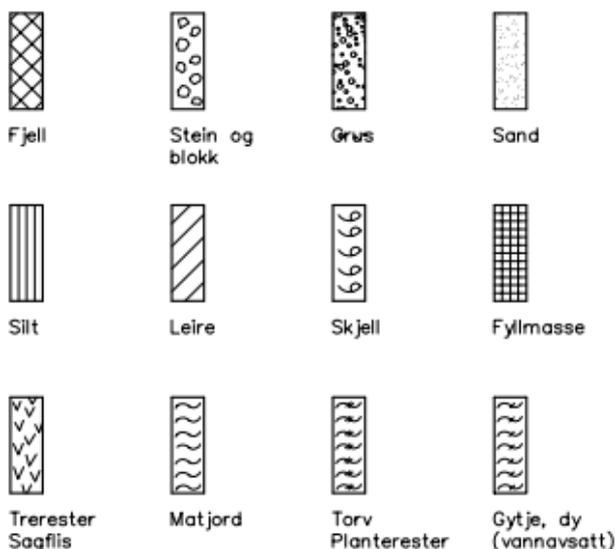 Fjell
Stein og
blokk
Grus
Sand
Silt
Leire
Skjell
Fyllmasse
Trerester
Sagflis
Matjord
Torv
Planterester
Gytje, dy
(vannavsatt)